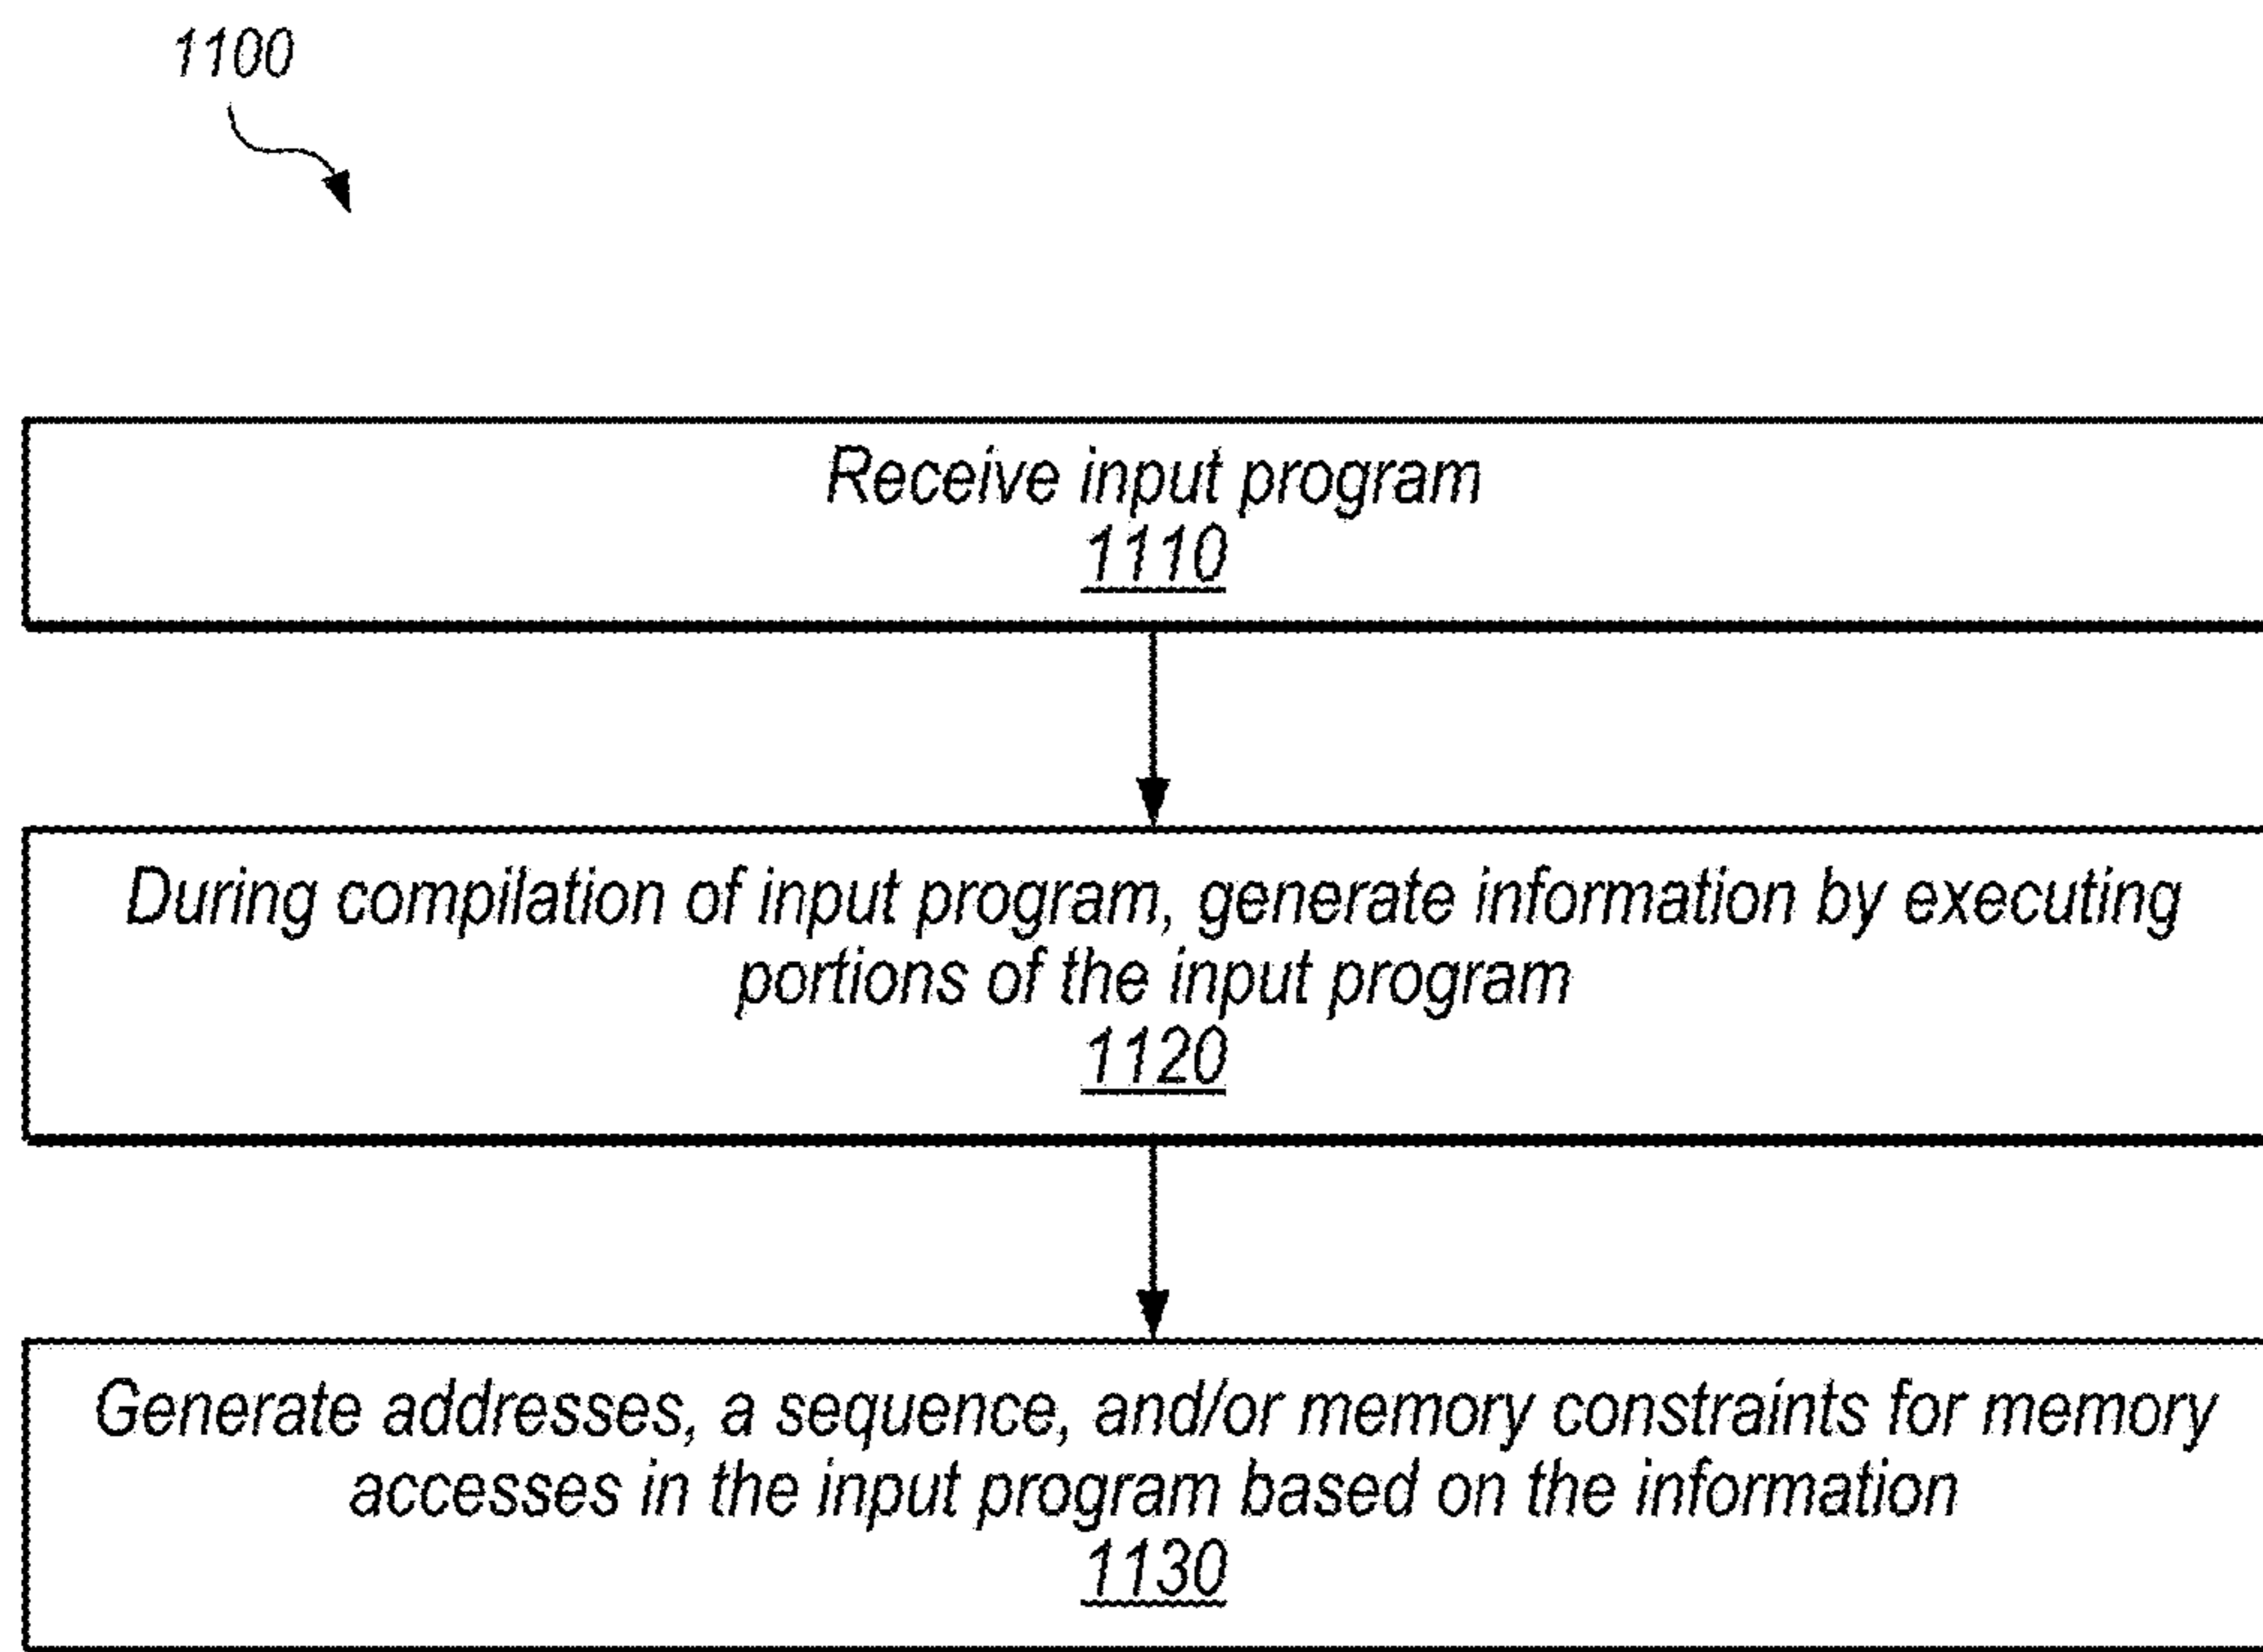 1100
Receive input program
1110
During compilation of input program, generate information by executing
portions of the input program
1120
Generate addresses, a sequence, and/or memory constraints for memory
accesses in the input program based on the information
1130